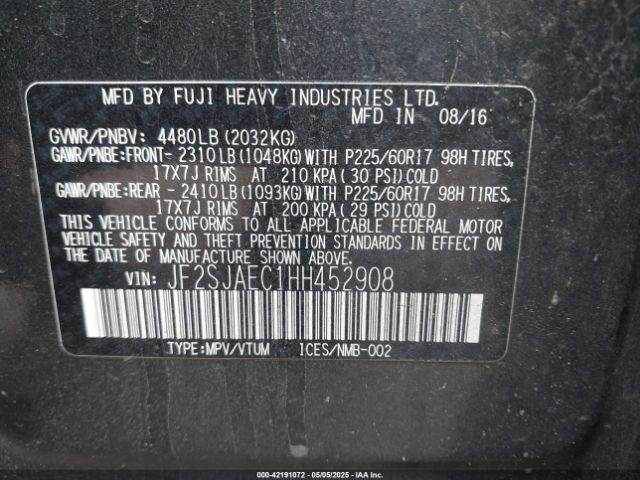 MFD BY FUJI HEAVY INDUSTRIES LTD.
MFD IN 08/16
GVWR/PNBV: 4480LB(2032KG)
GAWR/PNBE:FRONT- 2310LB(1048KG)WITH P225/60R17 98H TIRES,
17X7J RIMS AT 210 KPA(30 PSI)COLD
GAWR/PNBE:REAR - 2410LB(1093KG)WITH P225/60R17 98H TIRES,
17X7J RIMS AT 200 KPA(29 PSI)COLD
THIS VEHICLE CONFORMS TO ALL APPLICABLE FEDERAL MOTOR
VEHICLE SAFETY AND THEFT PREVENTION STANDARDS IN EFFECT ON
THE DATE OF MANUFACTURE SHOWN ABOVE.
VIN: JF2SJAEC1HH452908
TYPE:MPV/VTUM ICES/NMB-002
000-42191072 - 05/05/2025 - IAA Inc.